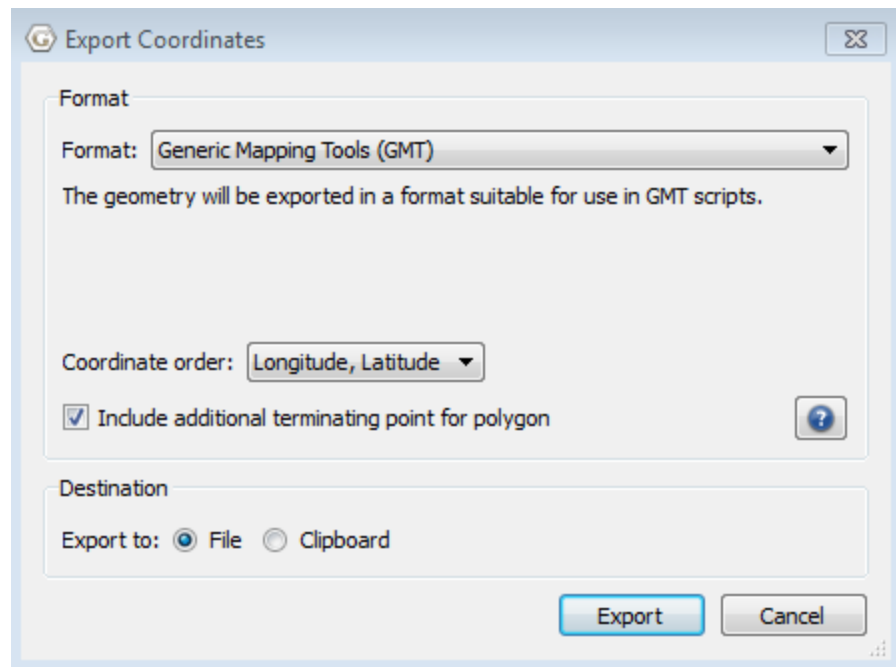 Export Coordinates
Format
Format: Generic Mapping Tools (GMT)
The geometry will be exported in a format suitable for use in GMT scripts.
Coordinate order: Longitude, Latitude
Include additional terminating point for polygon
Destination
Export to: File Clipboard
Export Cancel